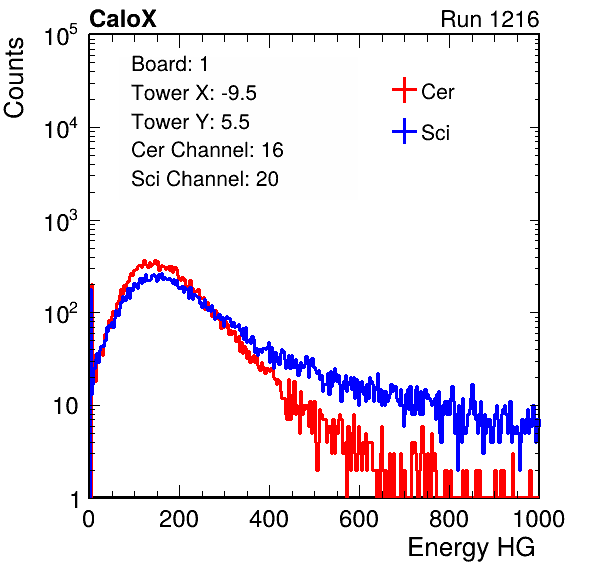 CaloX Run 1216
Counts
Board: 1
Tower X: -9.5
Tower Y: 5.5
Cer Channel: 16
Sci Channel: 20
Cer
Sci
10^5
10^4
10^3
10^2
10
1
0 200 400 600 800 1000
Energy HG